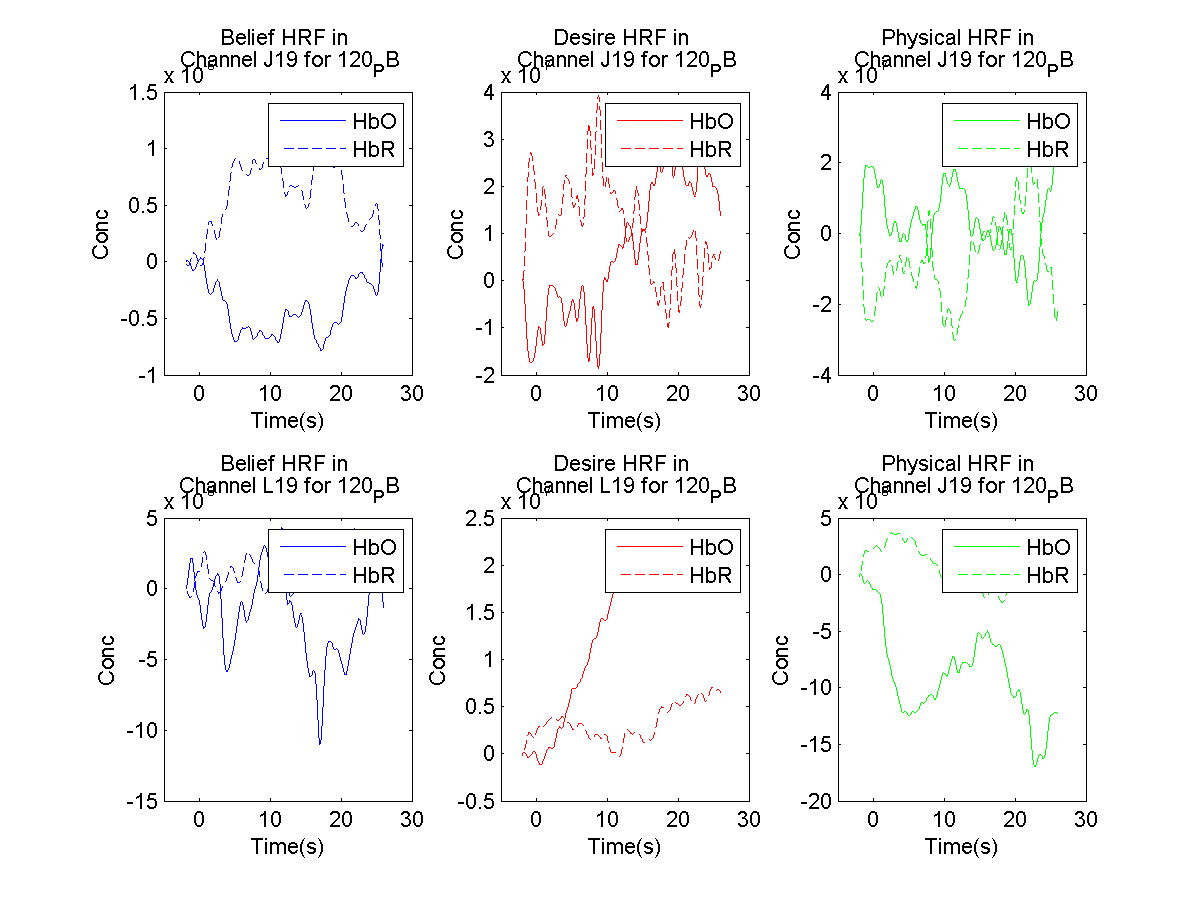 Belief HRF in
Channel J19 for 120PB
x 10
1.5
1
0.5
0
-0.5
-1
Conc
0 10 20 30
Time(s)
HbO
HbR
Desire HRF in
Channel J19 for 120PB
x 10
4
3
2
1
0
-1
-2
Conc
0 10 20 30
Time(s)
HbO
HbR
Physical HRF in
Channel J19 for 120PB
x 10
4
2
0
-2
-4
Conc
0 10 20 30
Time(s)
HbO
HbR
Belief HRF in
Channel L19 for 120PB
x 10
5
0
-5
-10
-15
Conc
0 10 20 30
Time(s)
HbO
HbR
Desire HRF in
Channel L19 for 120PB
x 10
2.5
2
1.5
1
0.5
0
-0.5
Conc
0 10 20 30
Time(s)
HbO
HbR
Physical HRF in
Channel J19 for 120PB
x 10
5
0
-5
-10
-15
-20
Conc
0 10 20 30
Time(s)
HbO
HbR